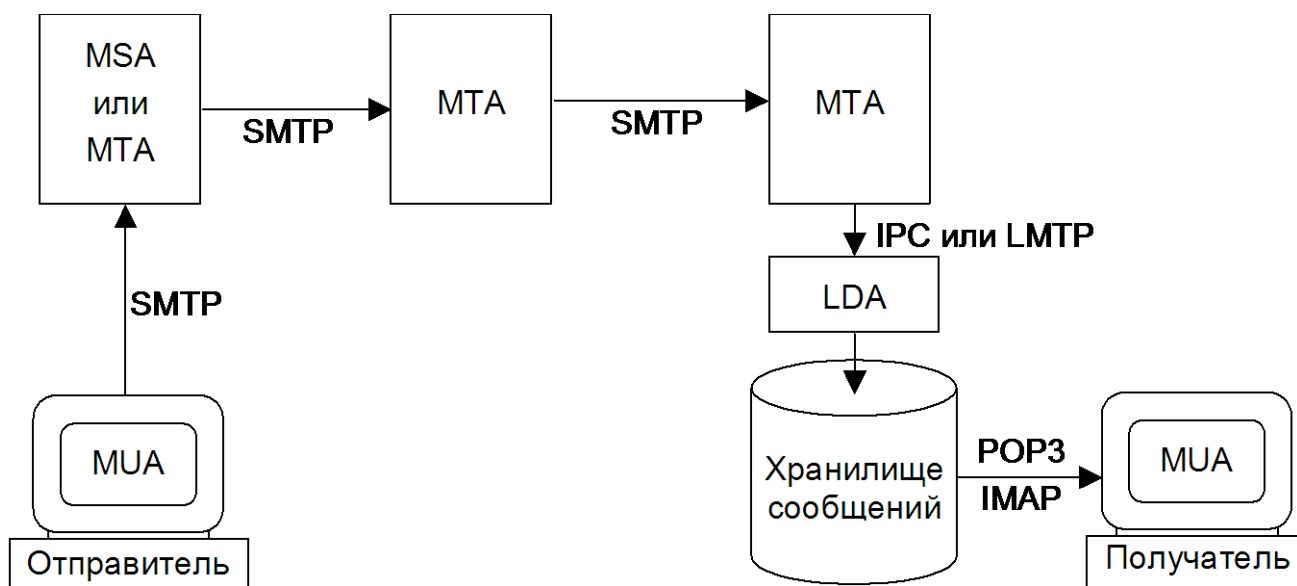 MSA
или
MTA
SMTP
MTA
SMTP
MTA
IPC или LMTP
LDA
SMTP
MUA
Отправитель
Хранилище
сообщений
POP3
IMAP
MUA
Получатель